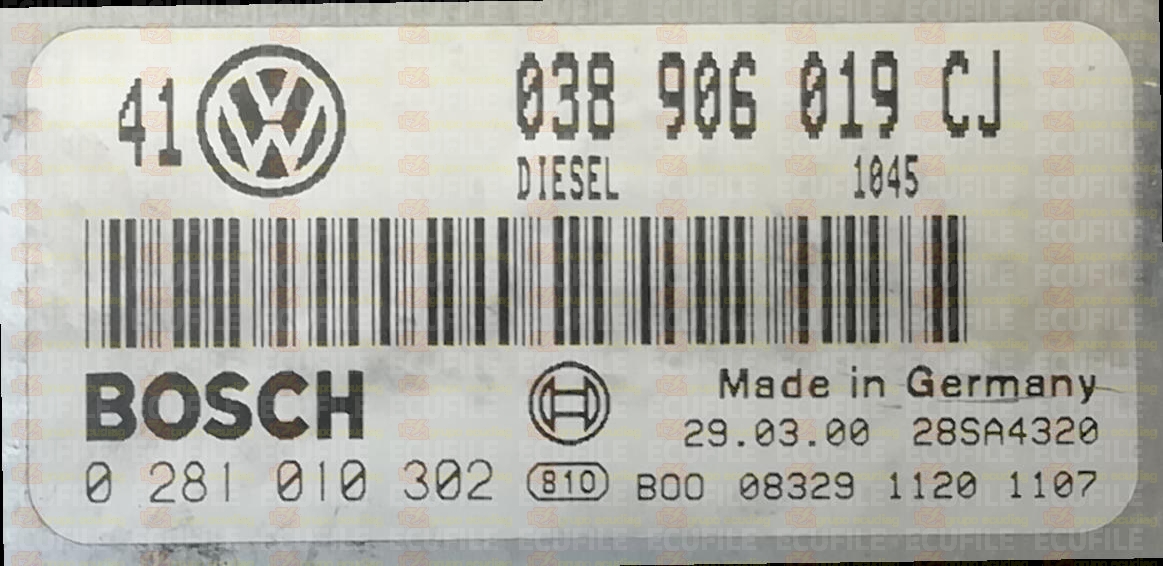 41 VW 038 906 019 CJ
DIESEL 1045
BOSCH Made in Germany
29.03.00 28SA4320
0 281 010 302 810 B00 08329 1120 1107